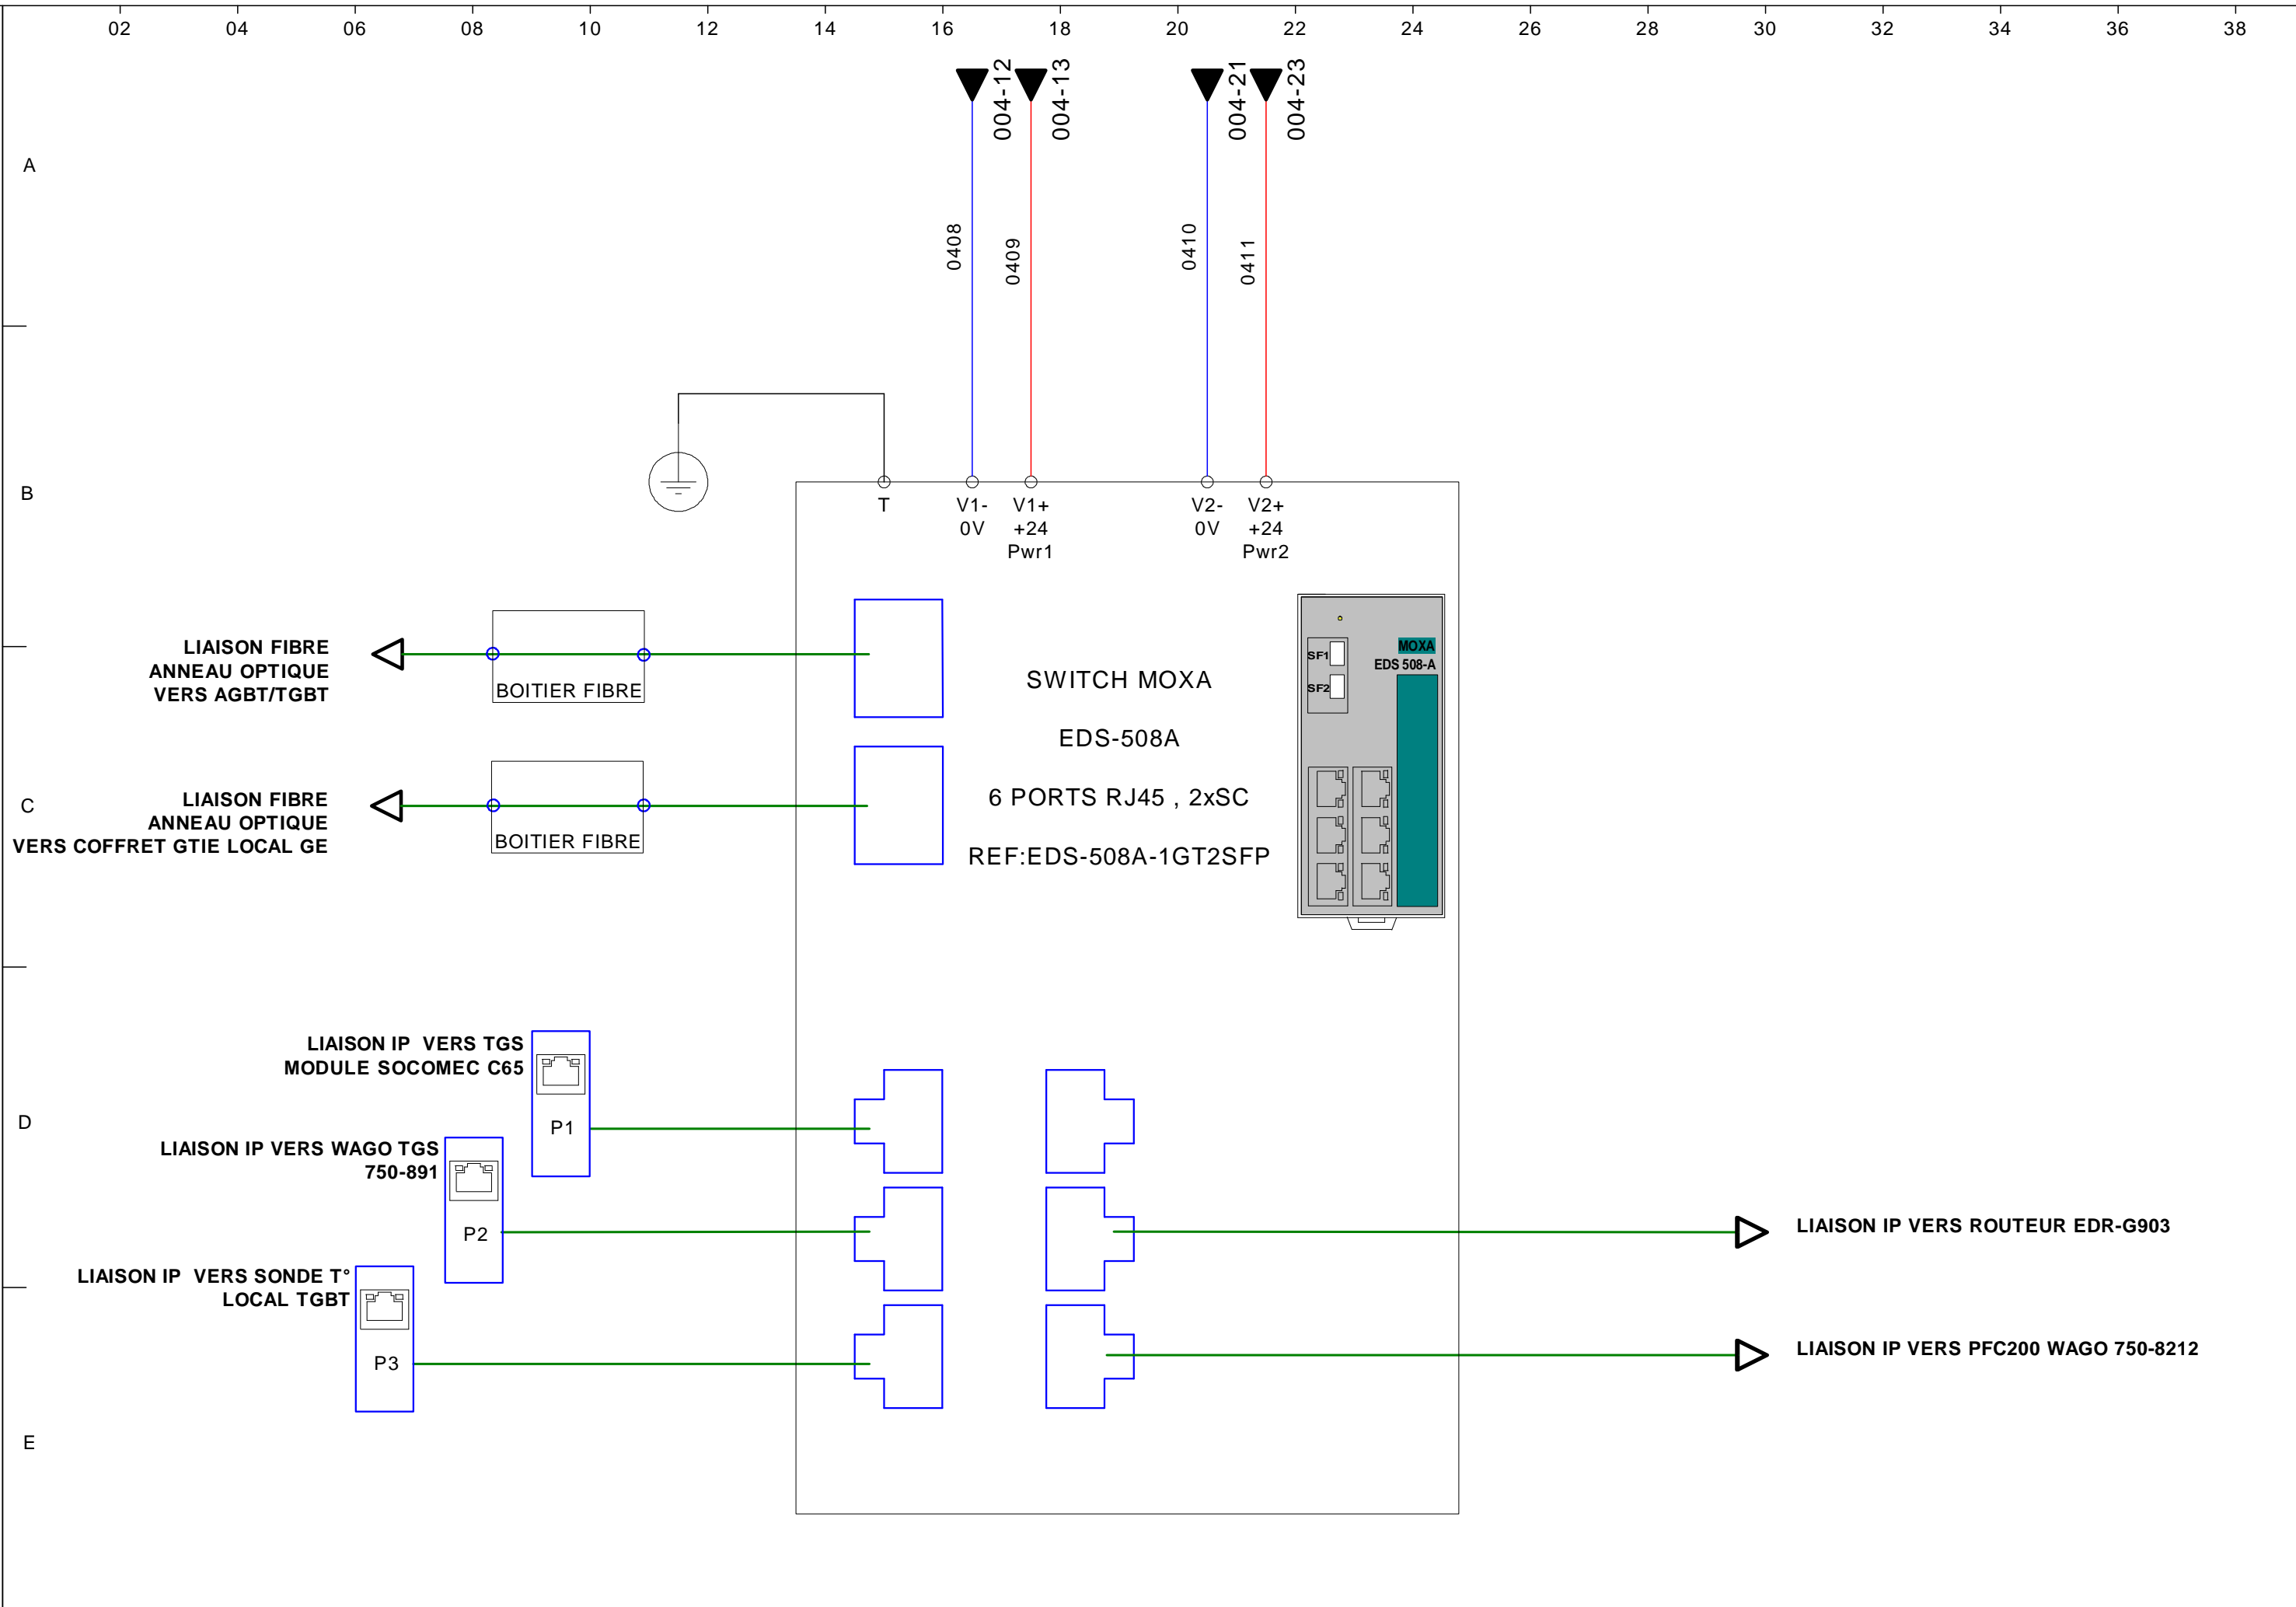 02 04 06 08 10 12 14 16 18 20 22 24 26 28 30 32 34 36 38
004-12
004-13
004-21
004-23
A
0408
0409
0410
0411
B
T
V1-
0V
V1+
+24
Pwr1
V2-
0V
V2+
+24
Pwr2
LIAISON FIBRE
ANNEAU OPTIQUE
VERS AGBT/TGBT
BOITIER FIBRE
SWITCH MOXA
EDS-508A
6 PORTS RJ45 , 2xSC
REF:EDS-508A-1GT2SFP
MOXA
EDS 508-A
SF1
SF2
C
LIAISON FIBRE
ANNEAU OPTIQUE
VERS COFFRET GTIE LOCAL GE
BOITIER FIBRE
LIAISON IP  VERS TGS
MODULE SOCOMEC C65
P1
D
LIAISON IP VERS WAGO TGS
750-891
P2
LIAISON IP VERS ROUTEUR EDR-G903
LIAISON IP  VERS SONDE T°
LOCAL TGBT
P3
LIAISON IP VERS PFC200 WAGO 750-8212
E